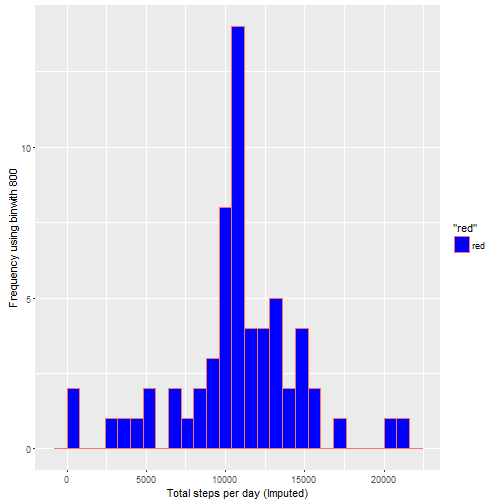 10
5
0
0
5000
10000
15000
20000
Total steps per day (Imputed)
Frequency using binwith 800
"red"
red